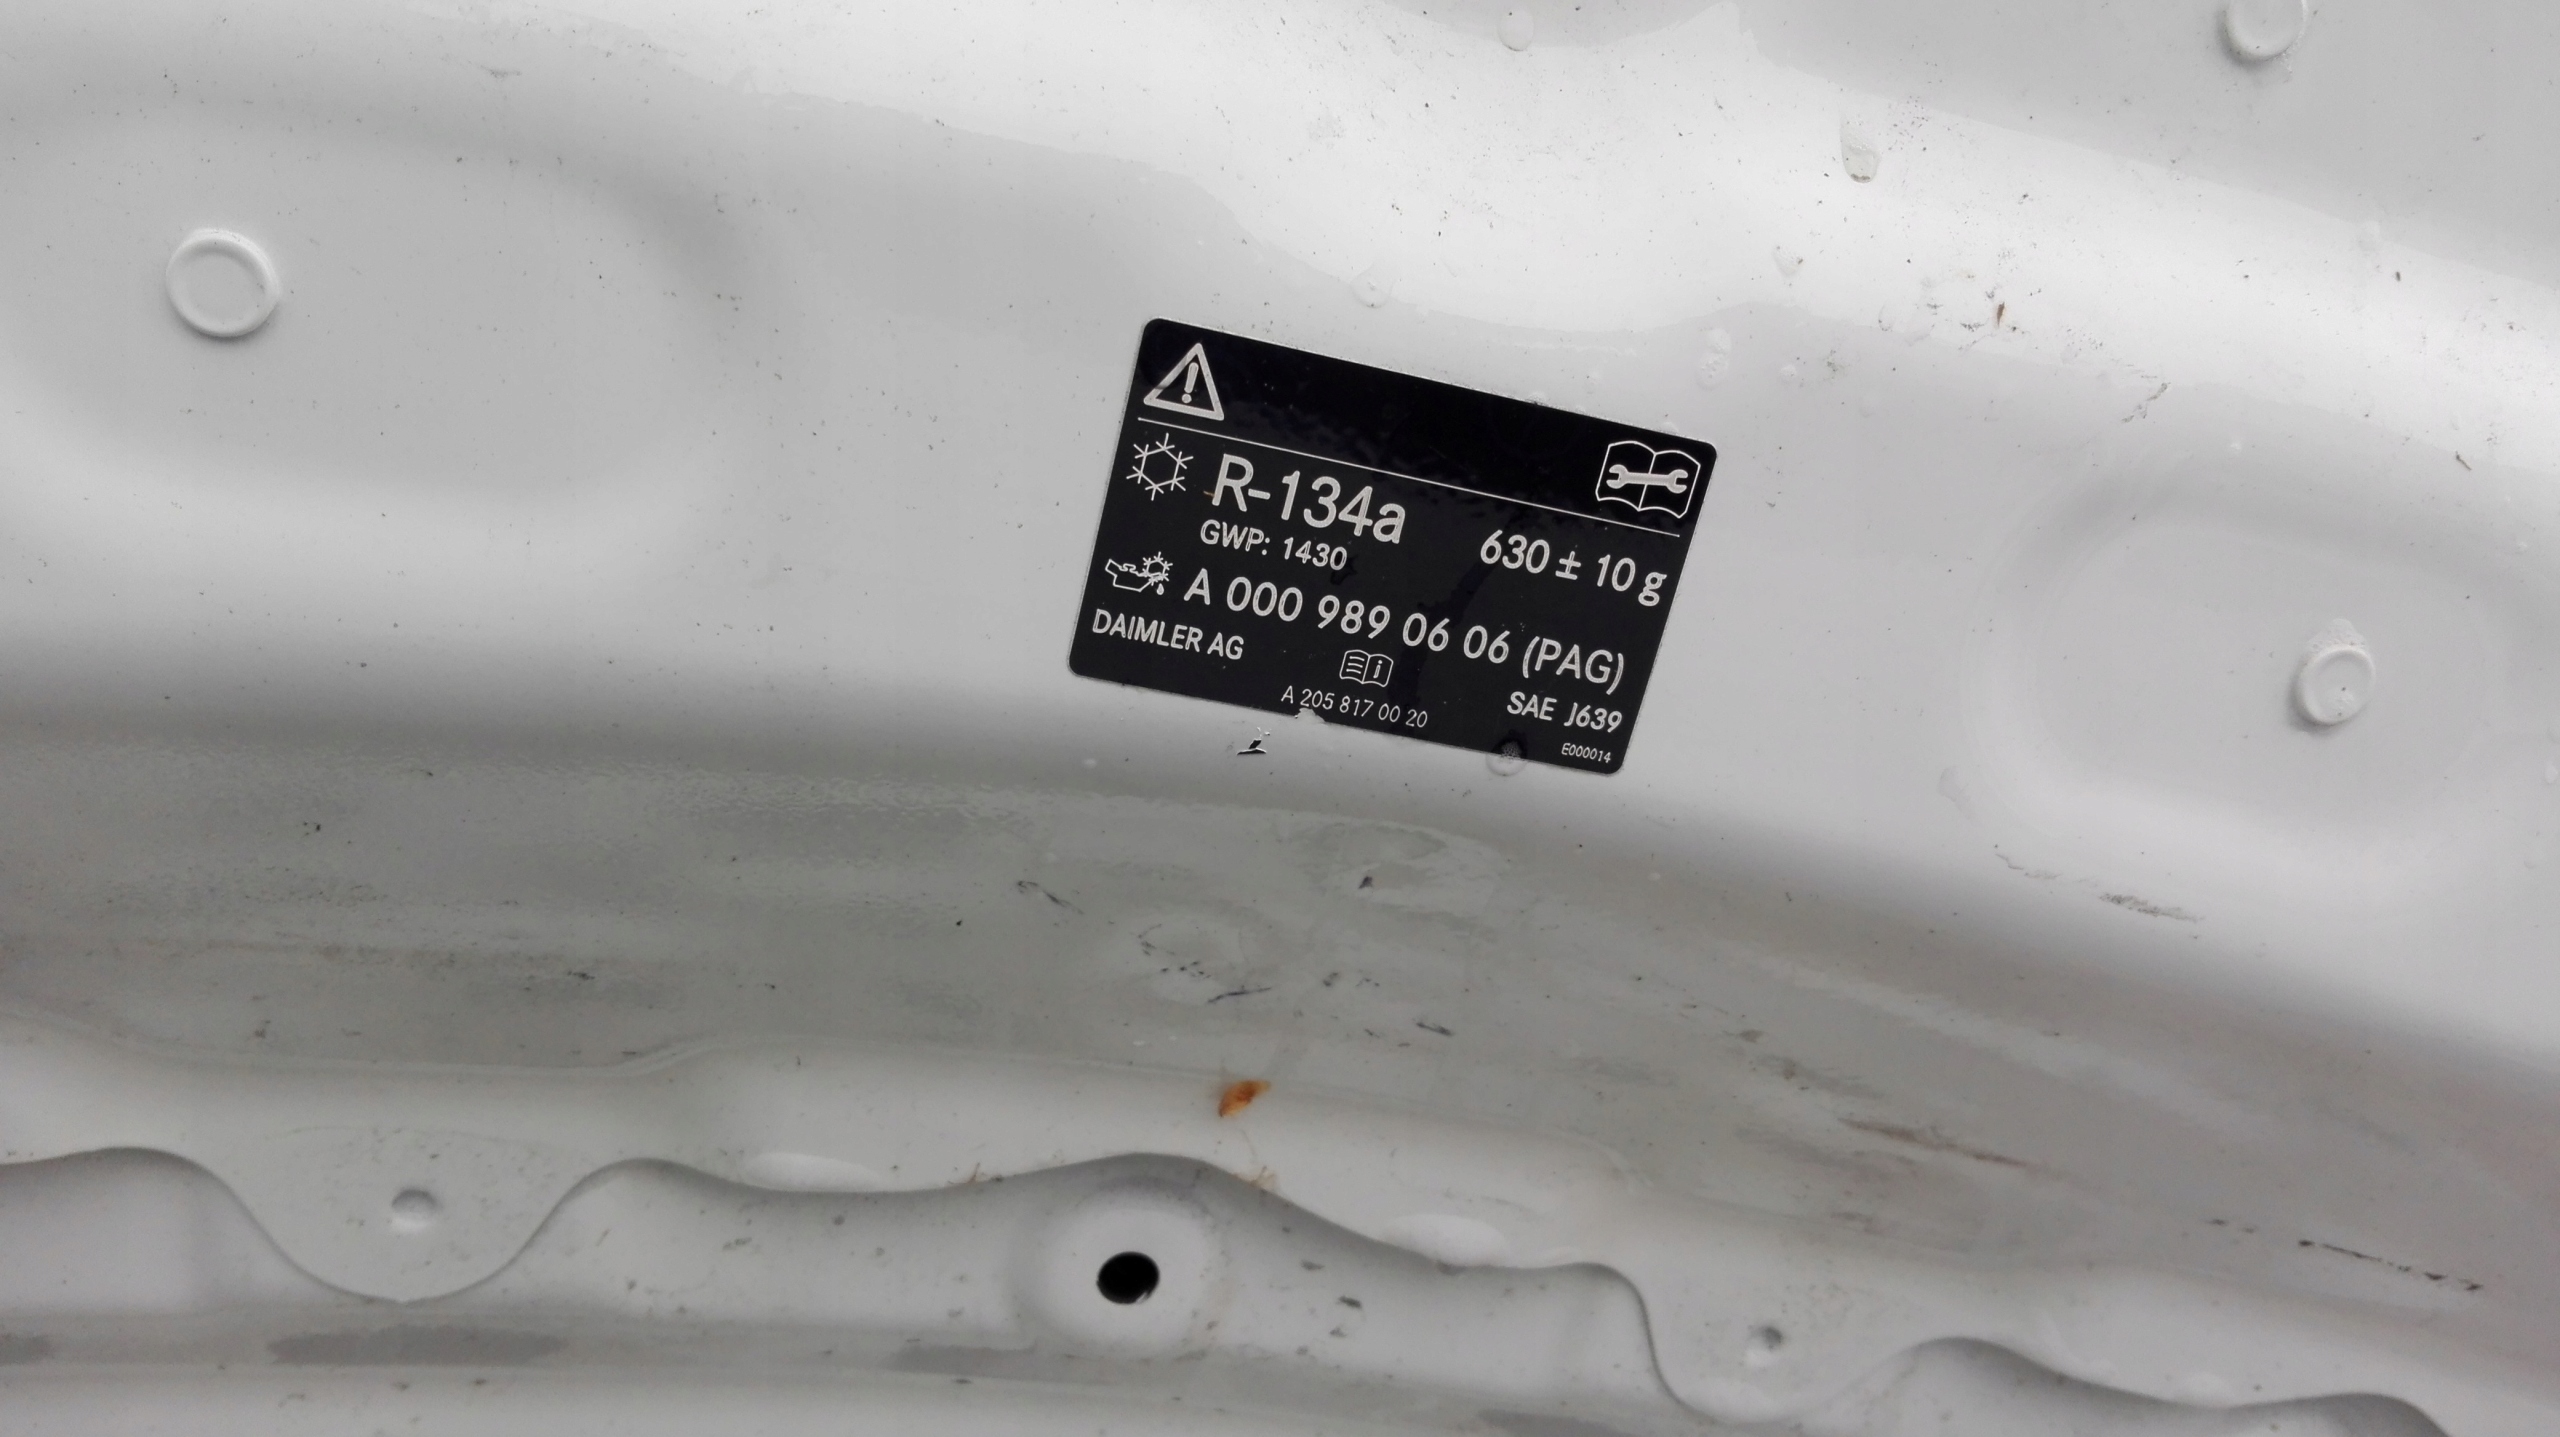 R-134a
630 ± 10 g
GWP: 1430
A 000 989 06 06 (PAG)
DAIMLER AG
SAE J639
A 205 817 00 20
E000014